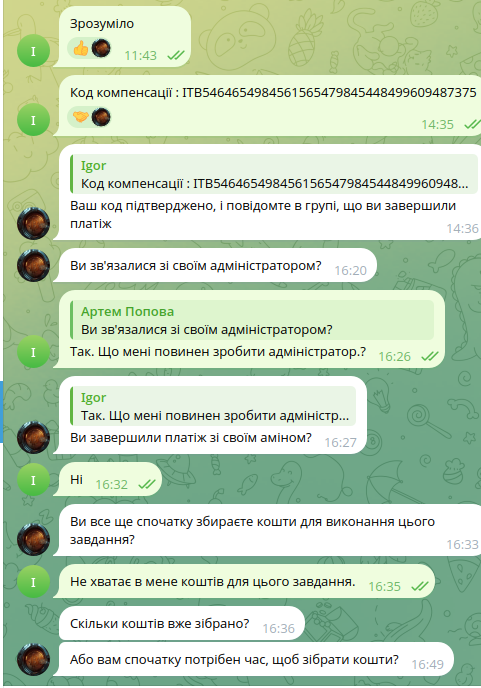 Зрозуміло
11:43
I
Код компенсації : ITB54646549845615654798454484996094​87375
14:35
I
Igor
Код компенсації : ITB546465498456156547984544849960948...
Ваш код підтверджено, і повідомте в групі, що ви завершили
платіж
14:36
Ви зв'язалися зі своїм адміністратором?
16:20
Артем Попова
Ви зв'язалися зі своїм адміністратором?
Так. Що мені повинен зробити адміністратор.?
16:26
I
Igor
Так. Що мені повинен зробити адміністр...
Ви завершили платіж зі своїм аміном?
16:27
Ні
16:32
I
Ви все ще спочатку збираєте кошти для виконання цього
завдання?
16:33
Не хватає в мене коштів для цього завдання.
16:35
I
Скільки коштів вже зібрано?
16:36
Або вам спочатку потрібен час, щоб зібрати кошти?
16:49